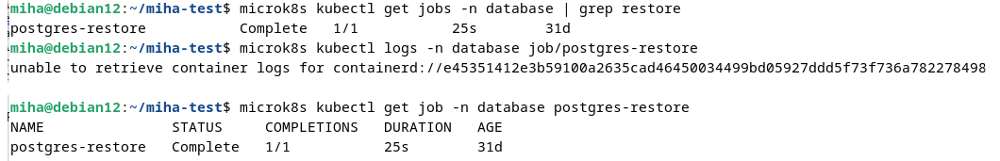 miha@debian12:~/miha-test$ microk8s kubectl get jobs -n database | grep restore
postgres-restore            Complete   1/1           25s        31d
miha@debian12:~/miha-test$ microk8s kubectl logs -n database job/postgres-restore
unable to retrieve container logs for containerd://e45351412e3b59100a2635cad46450034499bd05927ddd5f73f736a782278498
miha@debian12:~/miha-test$ microk8s kubectl get job -n database postgres-restore
NAME               STATUS     COMPLETIONS   DURATION   AGE
postgres-restore   Complete   1/1           25s        31d